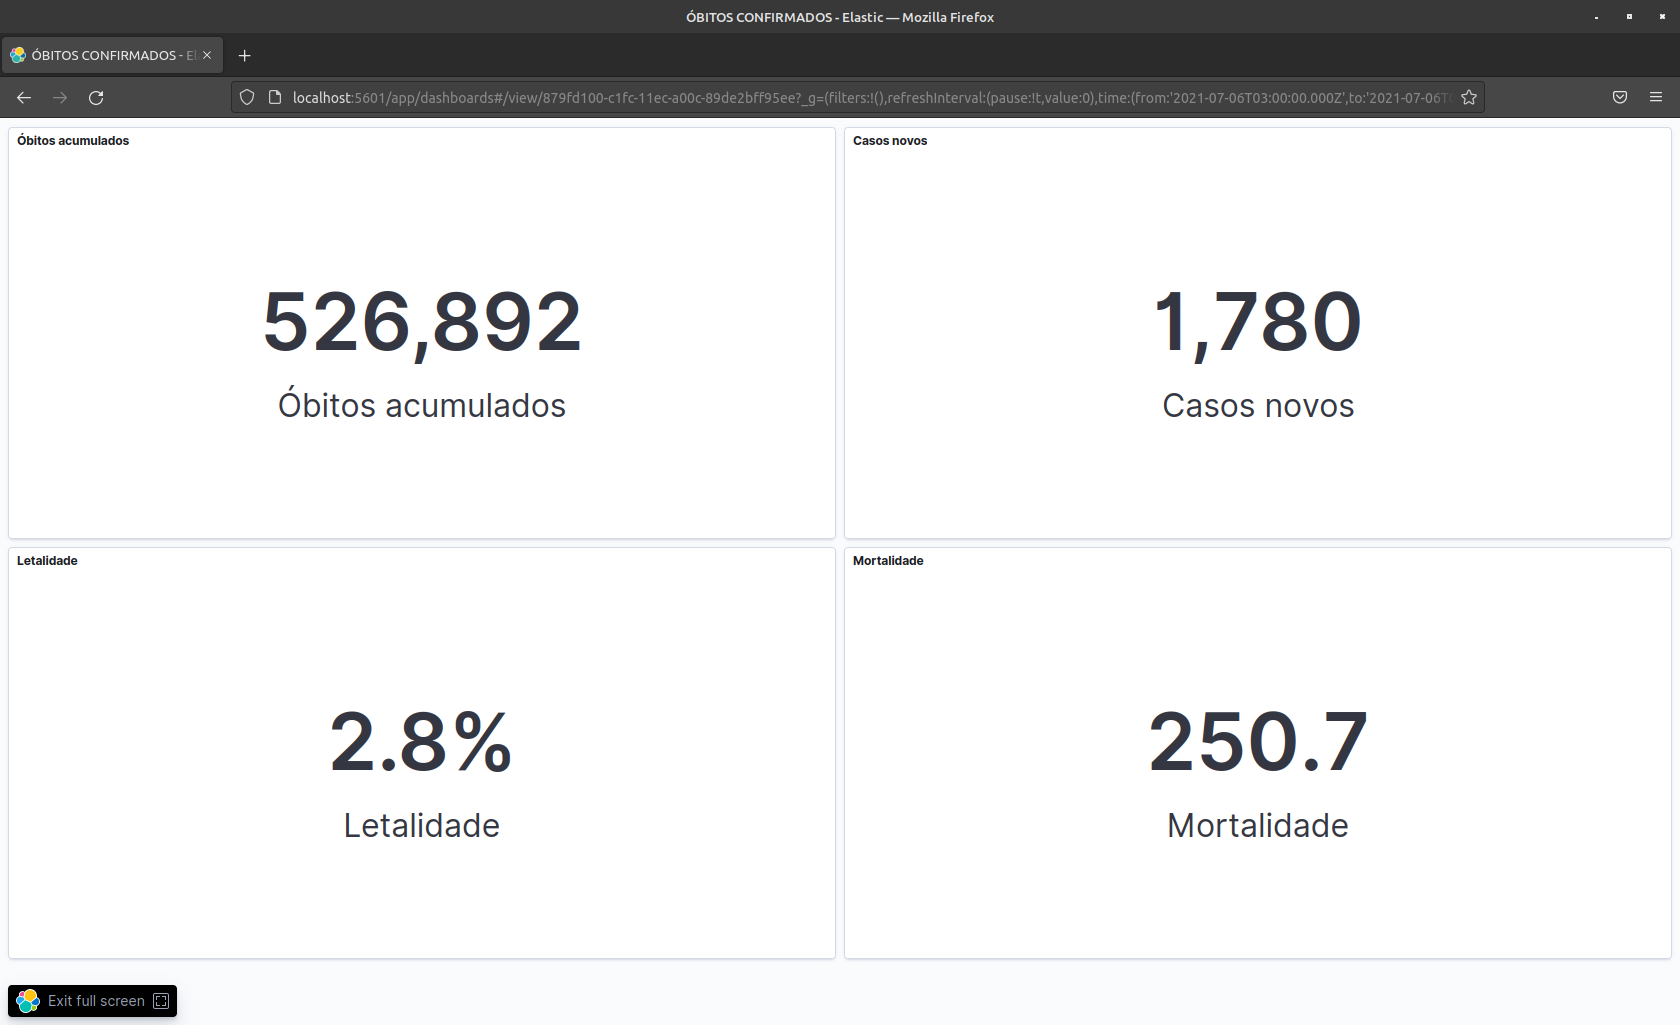 ÓBITOS CONFIRMADOS - Elastic — Mozilla Firefox
ÓBITOS CONFIRMADOS - El
localhost:5601/app/dashboards#/view/879fd100-c1fc-11ec-a00c-89de2bff95ee?_g=(filters:!(),refreshInterval:(pause:!t,value:0),time:(from:'2021-07-06T03:00:00.000Z',to:'2021-07-06T
Óbitos acumulados
526,892
Óbitos acumulados
Casos novos
1,780
Casos novos
Letalidade
2.8%
Letalidade
Mortalidade
250.7
Mortalidade
Exit full screen